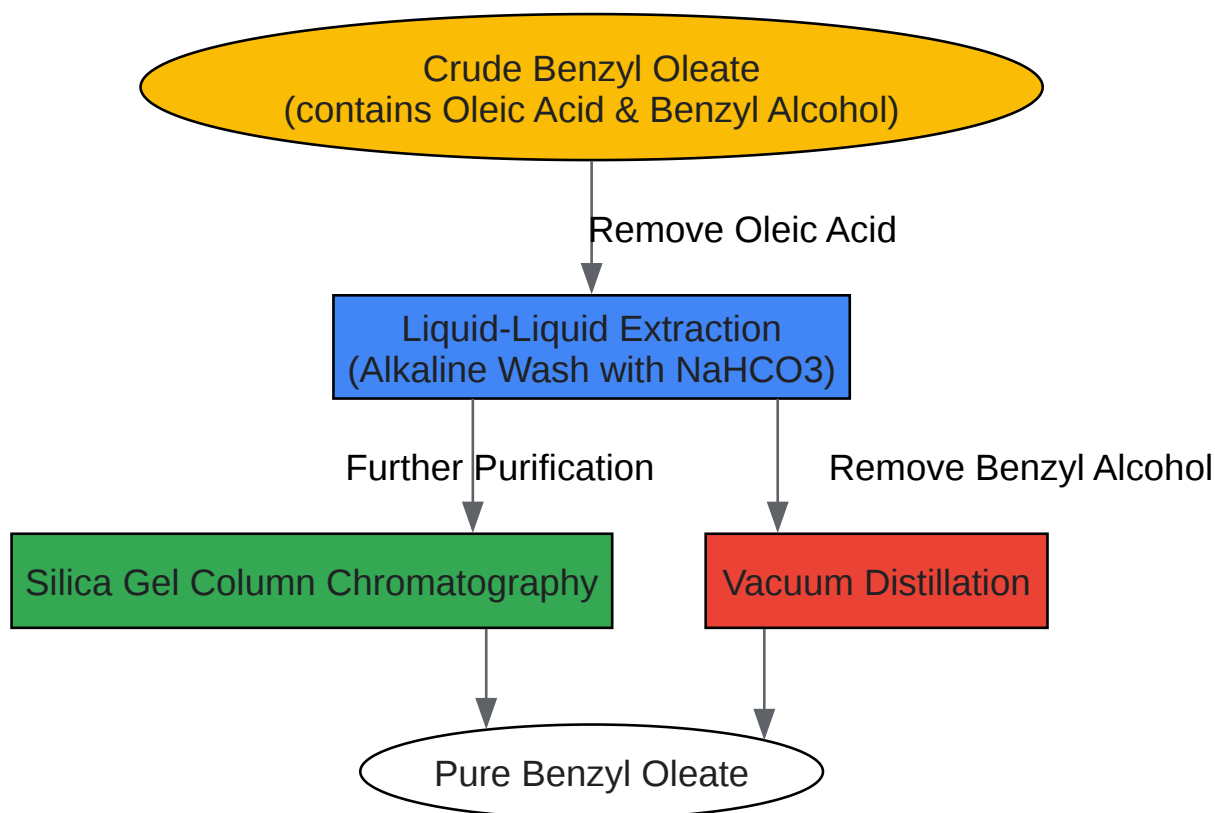 Crude Benzyl Oleate
(contains Oleic Acid & Benzyl Alcohol)
Remove Oleic Acid
Liquid-Liquid Extraction
(Alkaline Wash with NaHCO3)
Further Purification
Remove Benzyl Alcohol
Silica Gel Column Chromatography
Vacuum Distillation
Pure Benzyl Oleate